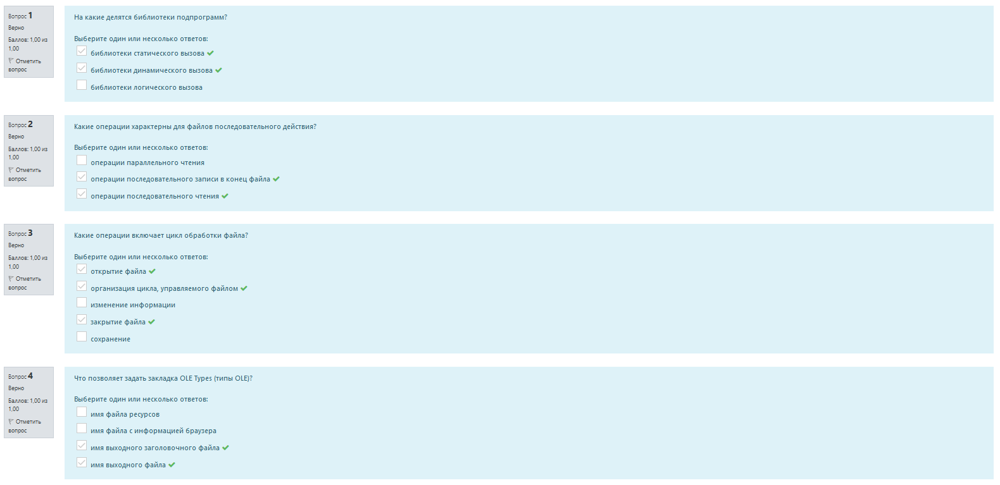 Вопрос 1
Верно
Баллов: 1,00 из
1,00
Отметить
вопрос
На какие делятся библиотеки подпрограмм?
Выберите один или несколько ответов:
библиотеки статического вызова
библиотеки динамического вызова
библиотеки логического вызова
Вопрос 2
Верно
Баллов: 1,00 из
1,00
Отметить
вопрос
Какие операции характерны для файлов последовательного действия?
Выберите один или несколько ответов:
операции параллельного чтения
операции последовательного записи в конец файла
операции последовательного чтения
Вопрос 3
Верно
Баллов: 1,00 из
1,00
Отметить
вопрос
Какие операции включает цикл обработки файла?
Выберите один или несколько ответов:
открытие файла
организация цикла, управляемого файлом
изменение информации
закрытие файла
сохранение
Вопрос 4
Верно
Баллов: 1,00 из
1,00
Отметить
вопрос
Что позволяет задать закладка OLE Types (типы OLE)?
Выберите один или несколько ответов:
имя файла ресурсов
имя файла с информацией браузера
имя выходного заголовочного файла
имя выходного файла